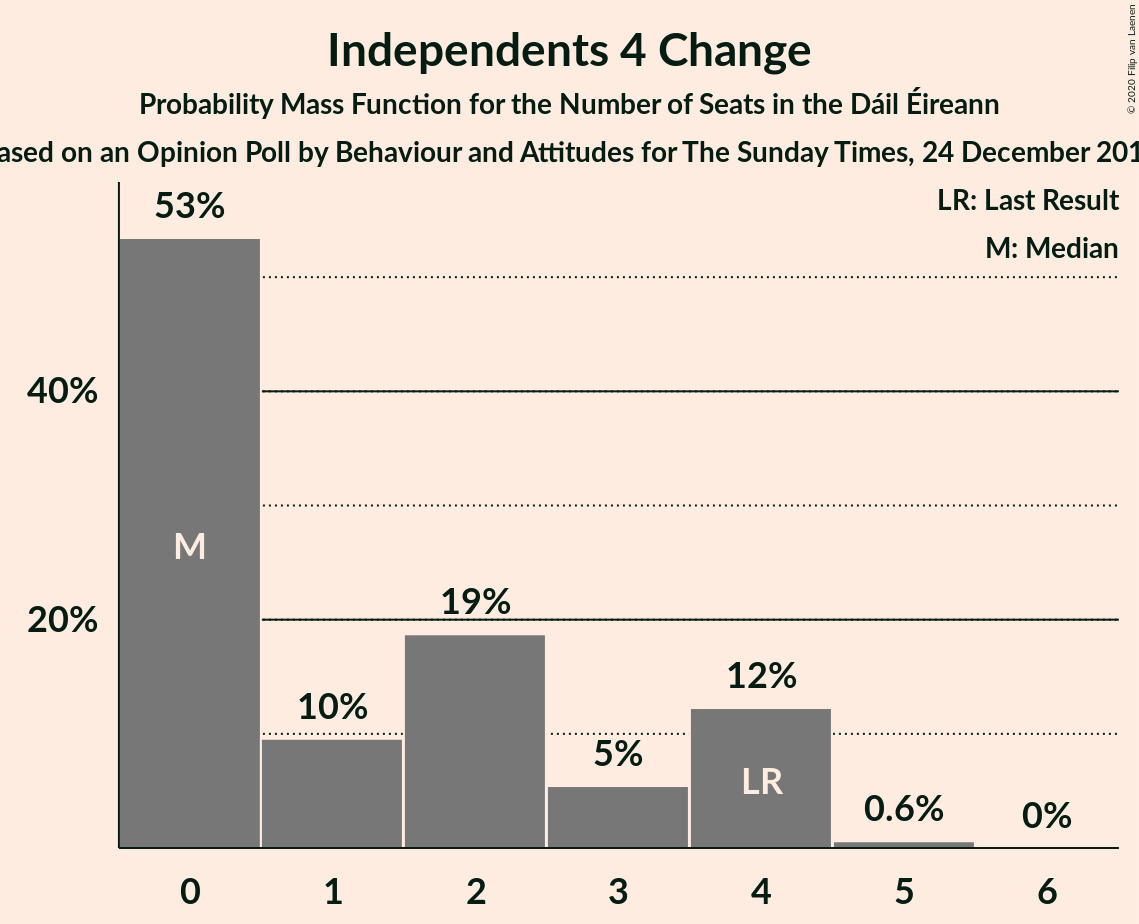 Independents 4 Change
Probability Mass Function for the Number of Seats in the Dáil Éireann
ased on an Opinion Poll by Behaviour and Attitudes for The Sunday Times, 24 December 201
© 2020 Filip van Laenen
LR: Last Result
M: Median
53%
40%
20%
M
10%
19%
5%
12%
LR
0.6%
0%
0 1 2 3 4 5 6